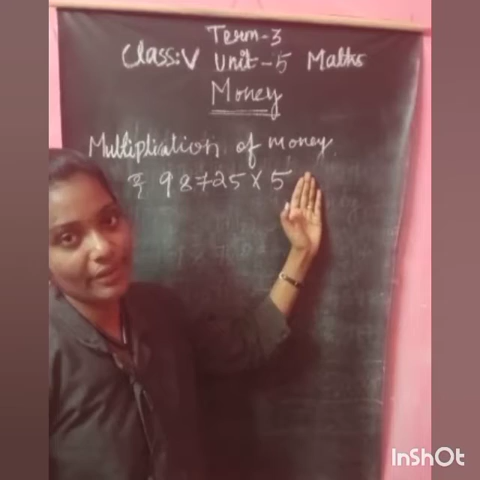 Term-3
Class:V Unit-5 Maths
Money
Multiplication of money.
₹ 98725 x 5
InShOt